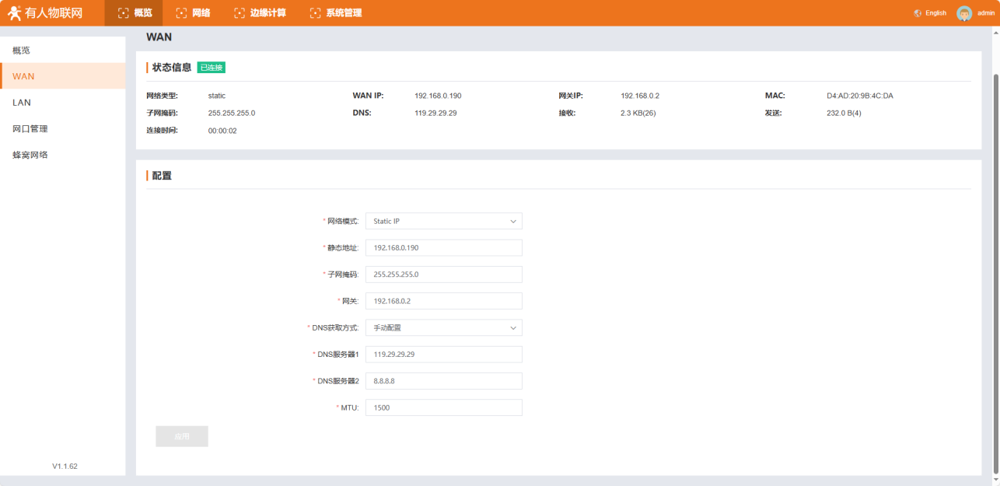 有人物联网 概览 网络 边缘计算 系统管理 English admin
概览
WAN
LAN
网口管理
蜂窝网络
V1.1.62
WAN
状态信息 已连接
网络类型: static WAN IP: 192.168.0.190 网关IP: 192.168.0.2 MAC: D4:AD:20:9B:4C:DA
子网掩码: 255.255.255.0 DNS: 119.29.29.29 接收: 2.3 KB(26) 发送: 232.0 B(4)
连接时间: 00:00:02
配置
* 网络模式: Static IP
* 静态地址: 192.168.0.190
* 子网掩码: 255.255.255.0
* 网关: 192.168.0.2
* DNS获取方式: 手动配置
* DNS服务器1 119.29.29.29
* DNS服务器2 8.8.8.8
* MTU: 1500
应用